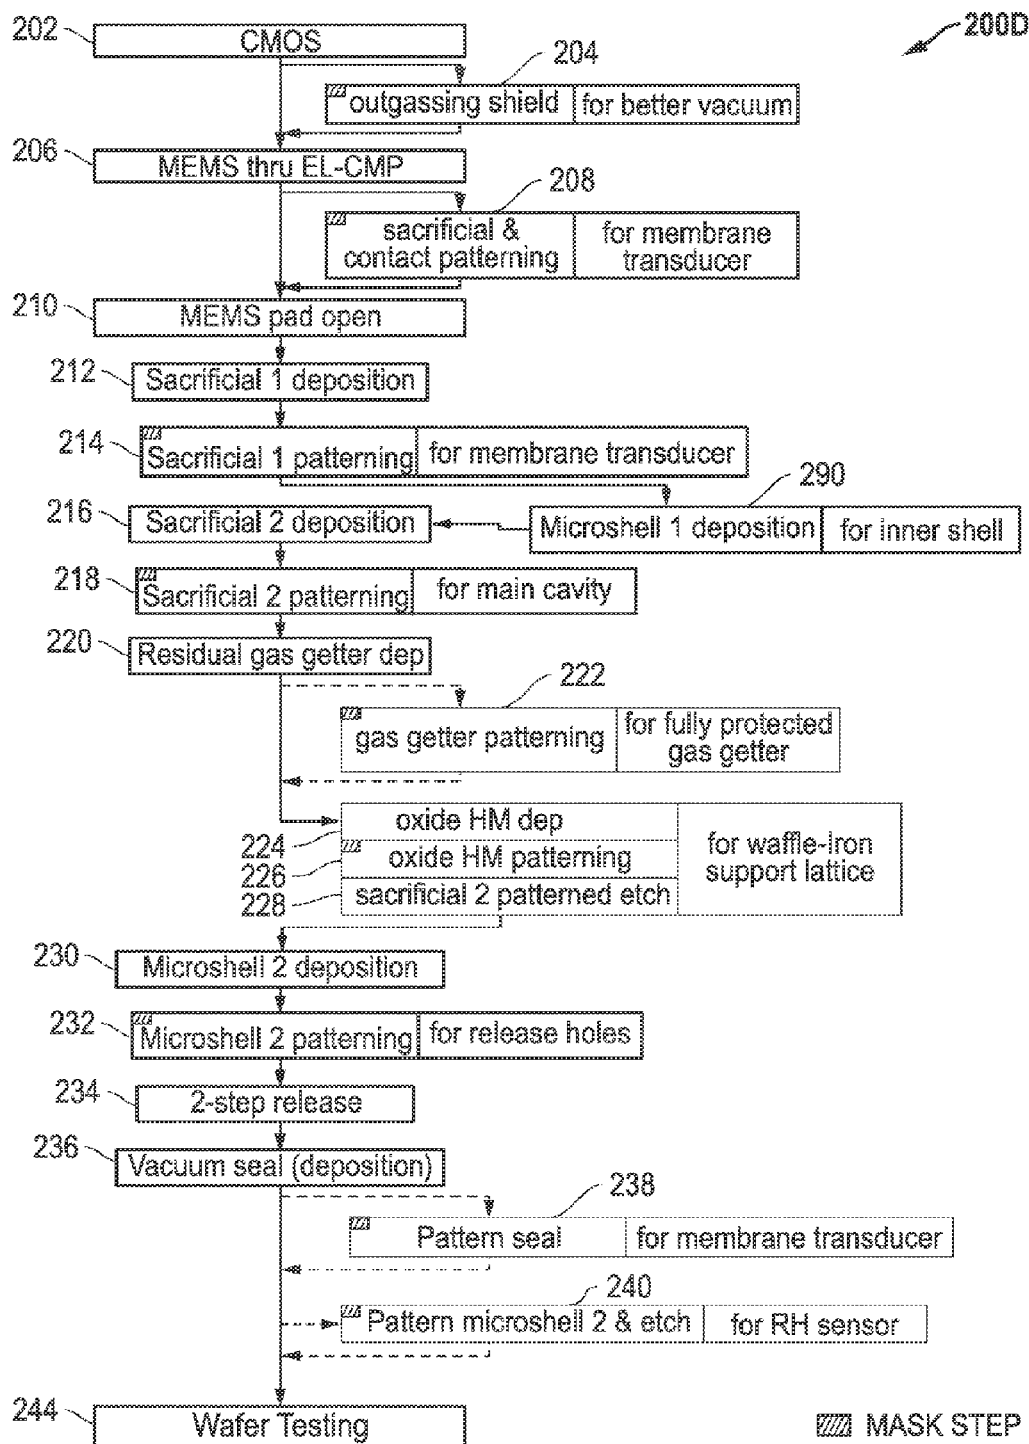 200D
202
CMOS
204
outgassing shield for better vacuum
206
MEMS thru EL-CMP
208
sacrificial & for membrane
contact patterning transducer
210
MEMS pad open
212
Sacrificial 1 deposition
214
Sacrificial 1 patterning for membrane transducer
290
216
Sacrificial 2 deposition
Microshell 1 deposition for inner shell
218
Sacrificial 2 patterning for main cavity
220
Residual gas getter dep
222
gas getter patterning for fully protected
gas getter
224
oxide HM dep
226
oxide HM patterning
228
sacrificial 2 patterned etch
for waffle-iron
support lattice
230
Microshell 2 deposition
232
Microshell 2 patterning for release holes
234
2-step release
236
Vacuum seal (deposition)
238
Pattern seal for membrane transducer
240
Pattern microshell 2 & etch for RH sensor
244
Wafer Testing
MASK STEP